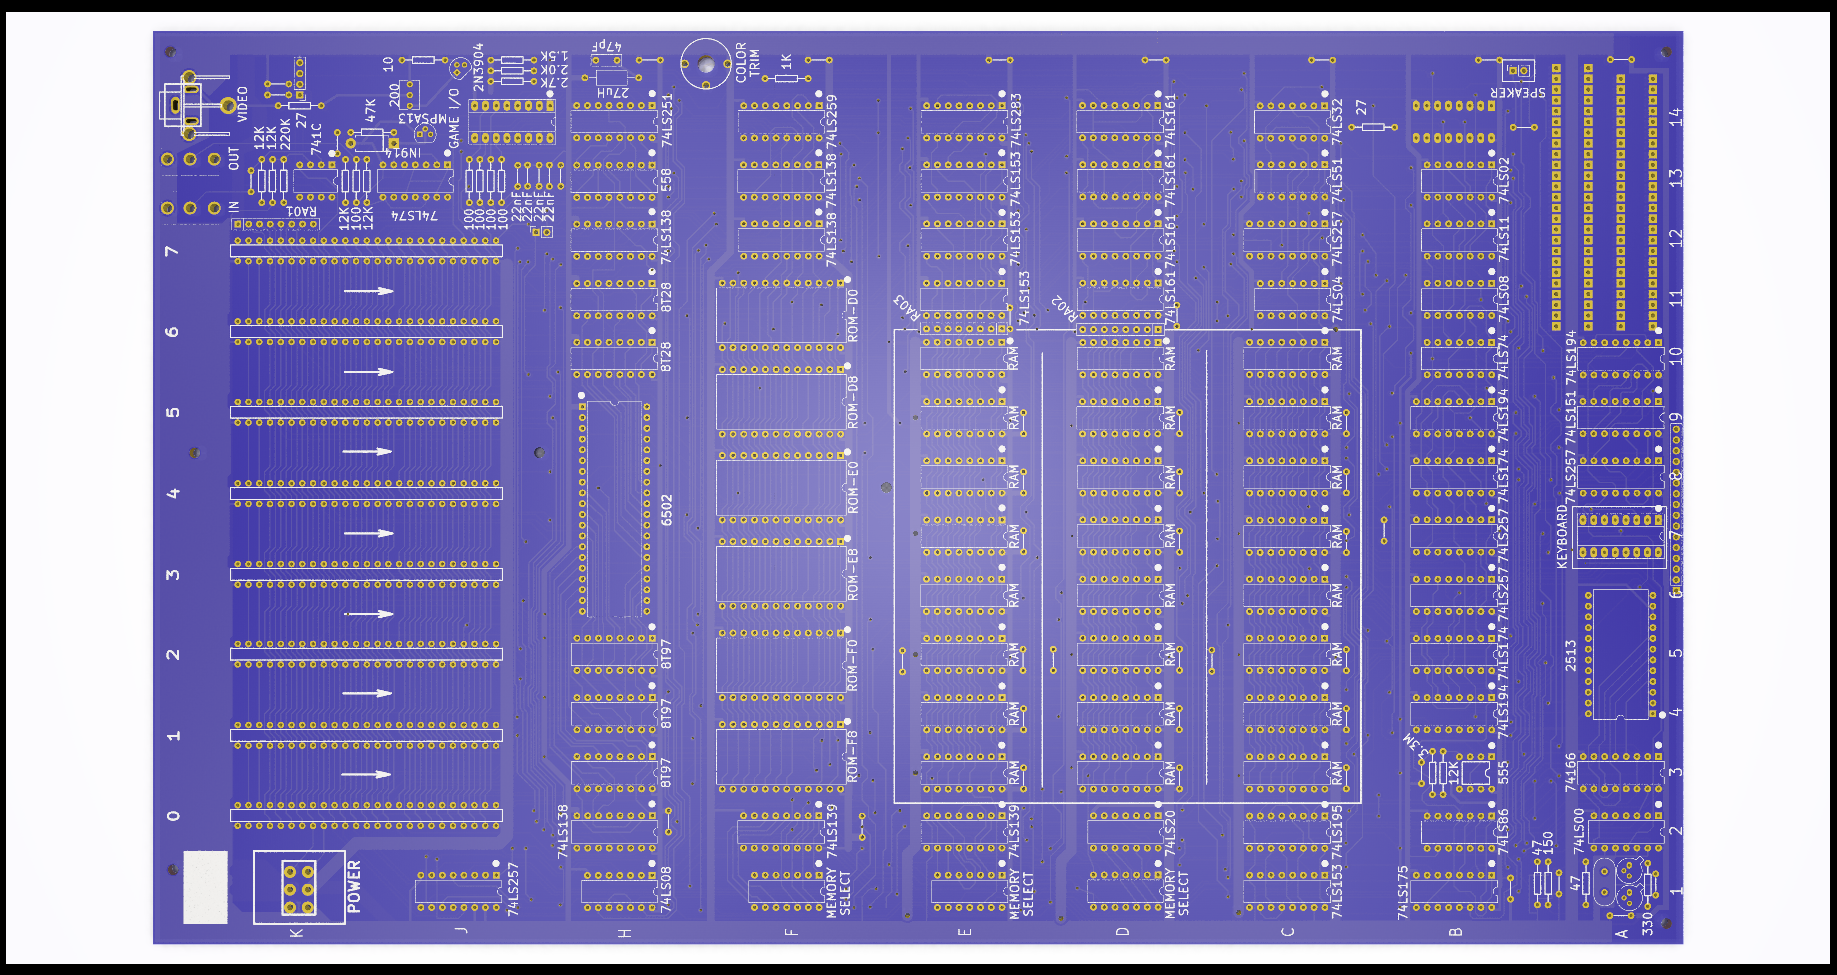 10
200
2N3904
1.5K
2.0K
2.7K
47pF
27uH
COLOR
TRIM
1K
SPEAKER
VIDEO
27
12K
12K
220K
741C
47K
MPSA13
IN914
GAME I/O
OUT
IN
RA01
12K
100
12K
74LS74
100
100
100
100
22nF
22nF
22nF
22nF
74LS251
74LS259
74LS283
74LS161
74LS32
27
14
558
74LS138
74LS153
74LS161
74LS51
74LS02
13
74LS138
74LS138
74LS153
74LS161
74LS257
74LS11
12
8T28
ROM-D0
RA03
74LS153
RA02
74LS161
74LS04
74LS08
11
8T28
RAM
RAM
RAM
74LS74
74LS194
10
ROM-D8
RAM
RAM
RAM
74LS194
74LS151
9
6502
ROM-E0
RAM
RAM
RAM
74LS174
74LS257
8
ROM-E8
RAM
RAM
RAM
74LS257
KEYBOARD
7
RAM
RAM
RAM
74LS257
6
8T97
ROM-F0
RAM
RAM
RAM
74LS174
2513
5
8T97
RAM
RAM
RAM
74LS194
4
8T97
ROM-F8
RAM
RAM
RAM
3.3M
12K
555
74166
3
74LS138
74LS139
74LS139
74LS20
74LS195
74LS86
47
150
74LS00
2
74LS257
74LS08
MEMORY
SELECT
MEMORY
SELECT
MEMORY
SELECT
74LS153
74LS175
47
1
330
7
6
5
4
3
2
1
0
POWER
K
J
H
F
E
D
C
B
A